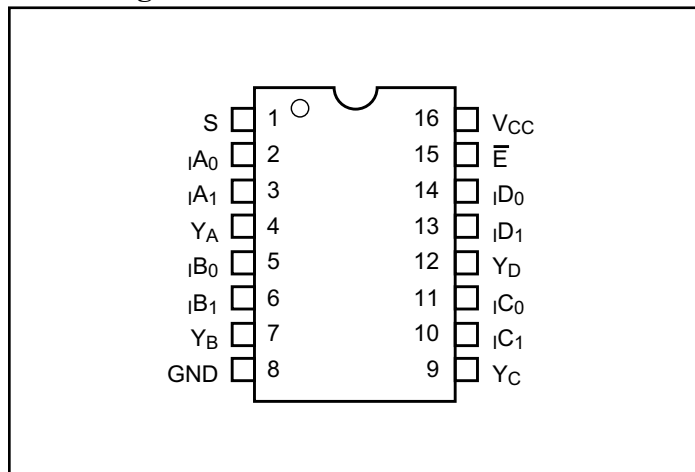 S 1 16 VCC
IA0 2 15 E̅
IA1 3 14 ID0
YA 4 13 ID1
IB0 5 12 YD
IB1 6 11 IC0
YB 7 10 IC1
GND 8 9 YC